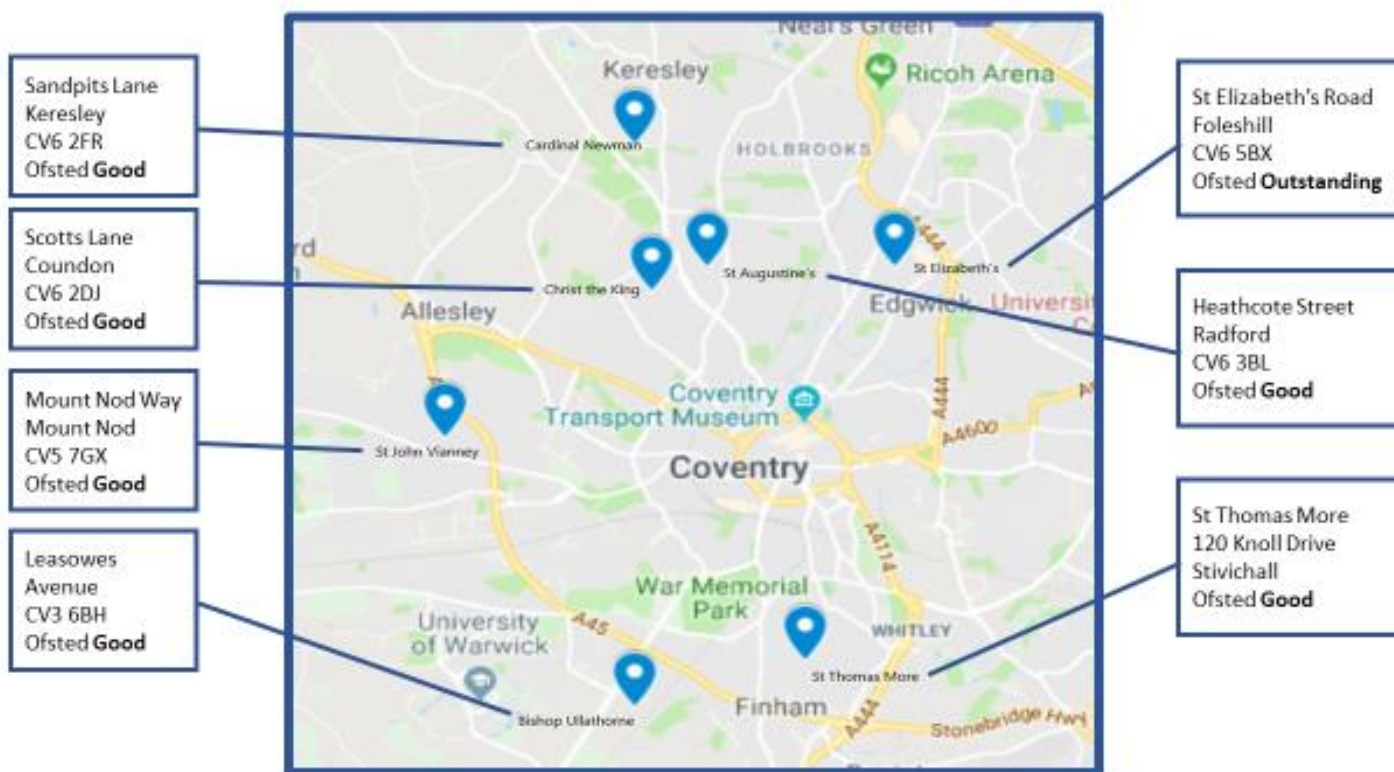 Sandpits Lane
Keresley
CV6 2FR
Ofsted Good
Scotts Lane
Coundon
CV6 2DJ
Ofsted Good
Mount Nod Way
Mount Nod
CV5 7GX
Ofsted Good
Leasowes
Avenue
CV3 6BH
Ofsted Good
Neal's Green
Keresley
Ricoh Arena
Cardinal Newman
HOLBROOKS
A444
St Augustine's
St Elizabeth's
Christ the King
Edgwick
Allesley
Coventry
Transport Museum
A444
A4600
St John Vianney
Coventry
A4114
War Memorial
Park
University
of Warwick
A45
WHITLEY
St Thomas More
Bishop Ullathorne
Finham
A444
Stonebridge Hwy
St Elizabeth's Road
Foleshill
CV6 5BX
Ofsted Outstanding
Heathcote Street
Radford
CV6 3BL
Ofsted Good
St Thomas More
120 Knoll Drive
Stivichall
Ofsted Good